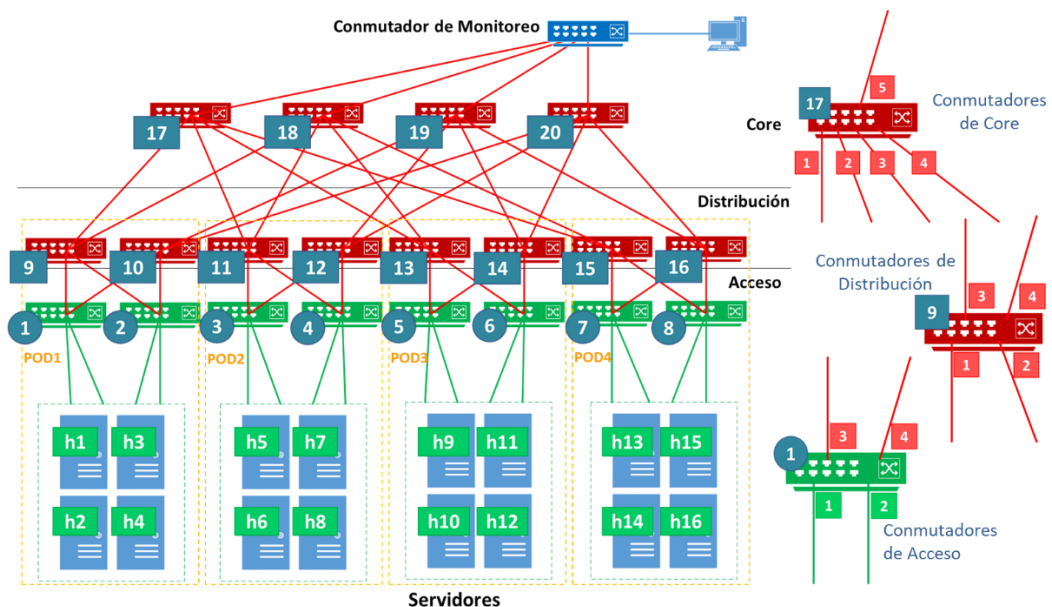 Conmutador de Monitoreo
17
18
19
20
Core
Distribución
9
10
11
12
13
14
15
16
Acceso
1
2
3
4
5
6
7
8
POD1
POD2
POD3
POD4
h1
h3
h5
h7
h9
h11
h13
h15
h2
h4
h6
h8
h10
h12
h14
h16
Servidores
17
5
Conmutadores
de Core
1
2
3
4
Conmutadores de
Distribución
9
3
4
1
2
1
3
4
1
2
Conmutadores
de Acceso